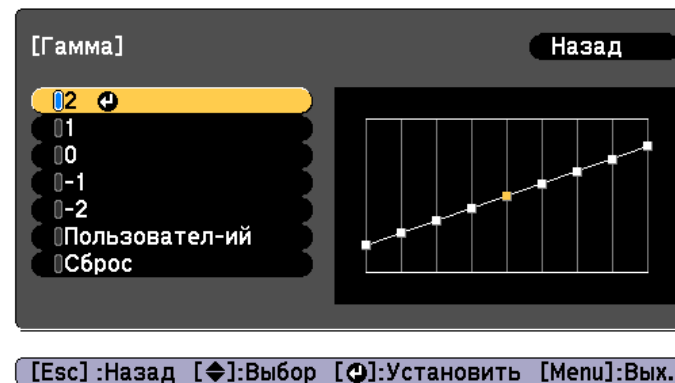 [Гамма]
Назад
2
1
0
-1
-2
Пользовател-ий
Сброс
[Esc] :Назад [◆]:Выбор [↵]:Установить [Menu]:Вых.